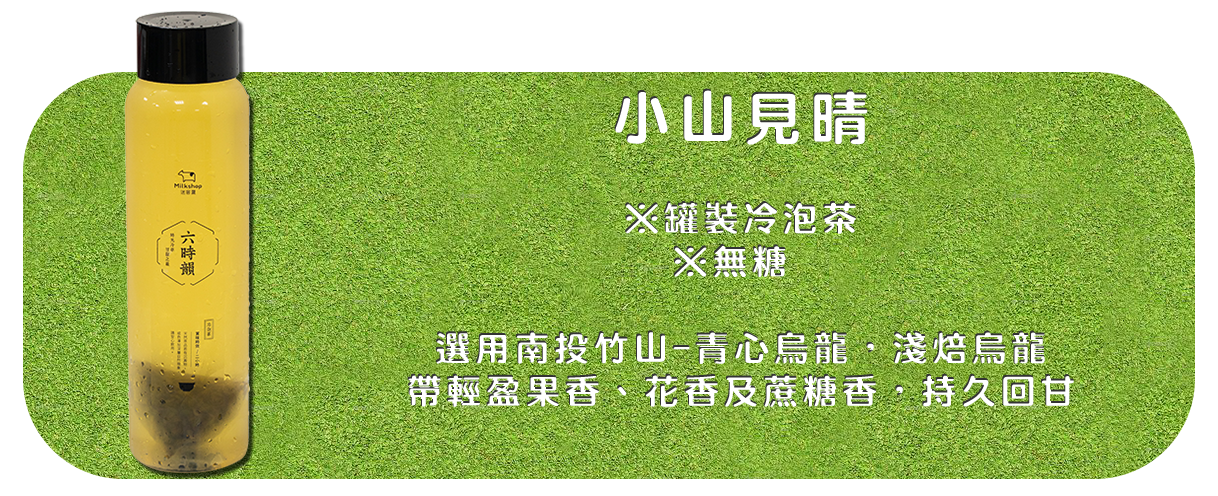 小山見晴
※罐裝冷泡茶
※無糖
選用南投竹山-青心烏龍·淺焙烏龍
帶輕盈果香、花香及蔗糖香·持久回甘
Milkshop
迷客夏
六時韻